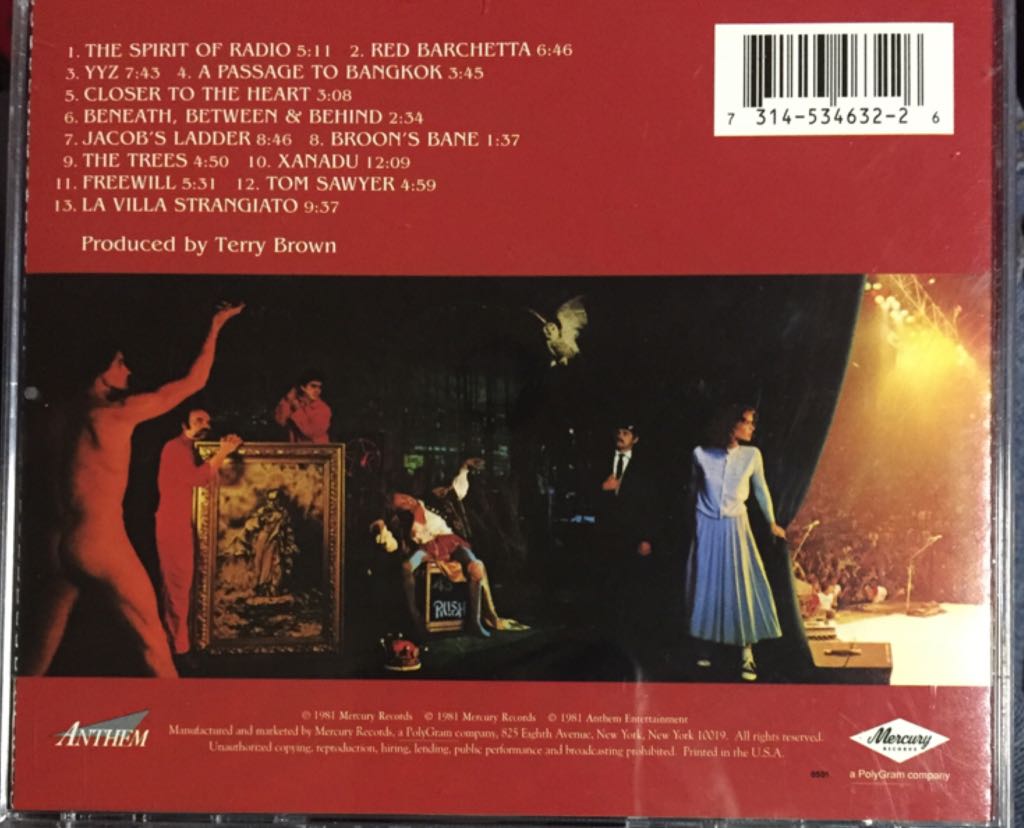 1. THE SPIRIT OF RADIO 5:11 2. RED BARCHETTA 6:46
3. YYZ 7:43 4. A PASSAGE TO BANGKOK 3:45
5. CLOSER TO THE HEART 3:08
6. BENEATH, BETWEEN & BEHIND 2:34
7. JACOB'S LADDER 8:46 8. BROON'S BANE 1:37
9. THE TREES 4:50 10. XANADU 12:09
11. FREEWILL 5:31 12. TOM SAWYER 4:59
13. LA VILLA STRANGIATO 9:37
Produced by Terry Brown
7 314-534632-2 6
RUSH
ANTHEM
℗ 1981 Mercury Records © 1981 Mercury Records © 1981 Anthem Entertainment
Manufactured and marketed by Mercury Records, a PolyGram company, 825 Eighth Avenue, New York, New York 10019. All rights reserved.
Unauthorized copying, reproduction, hiring, lending, public performance and broadcasting prohibited. Printed in the U.S.A.
Mercury
RECORDS
a PolyGram company